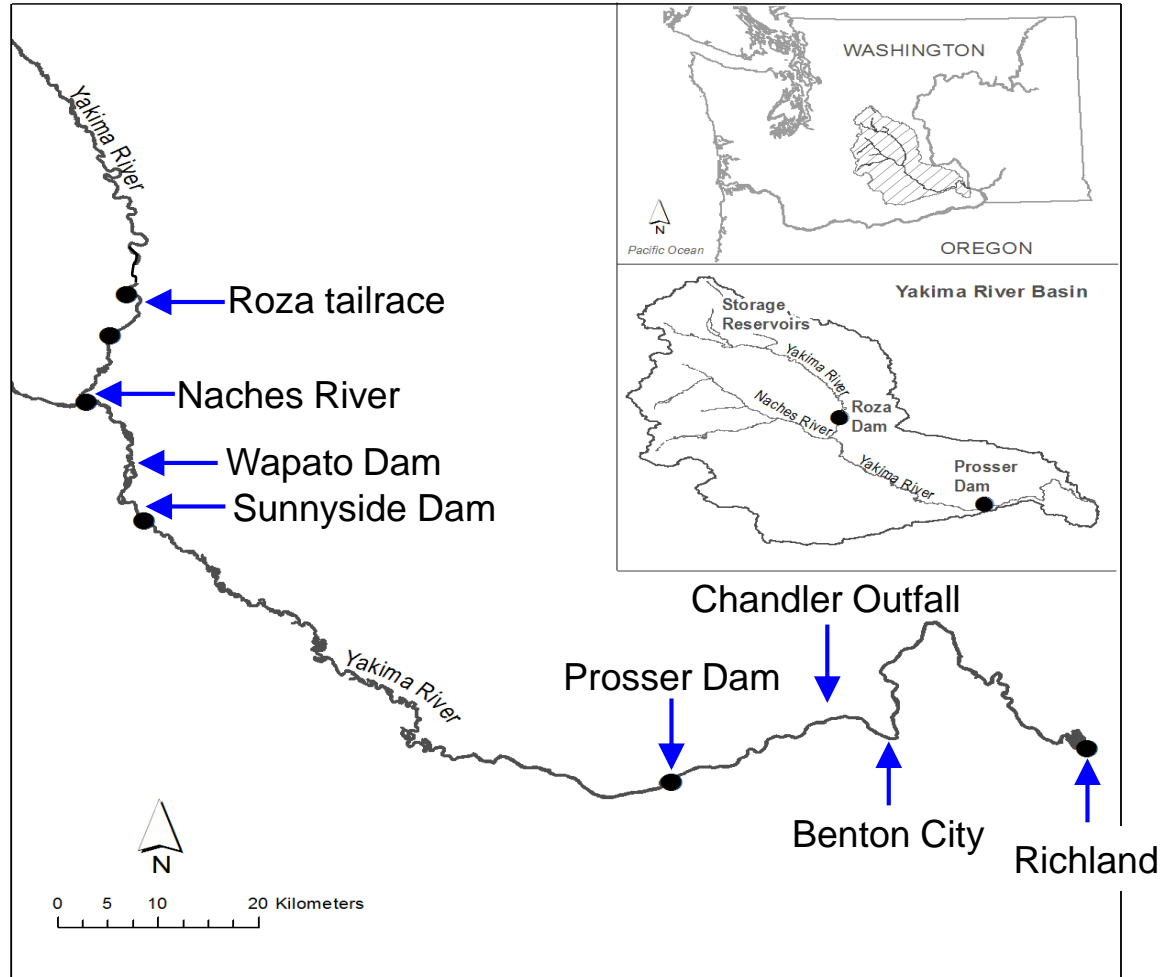 WASHINGTON
N
Pacific Ocean
OREGON
Yakima River Basin
Storage
Reservoirs
Yakima River
Naches River
Roza
Dam
Yakima River
Prosser
Dam
Yakima River
Roza tailrace
Naches River
Wapato Dam
Sunnyside Dam
Yakima River
Chandler Outfall
Prosser Dam
Benton City
Richland
N
0 5 10 20 Kilometers